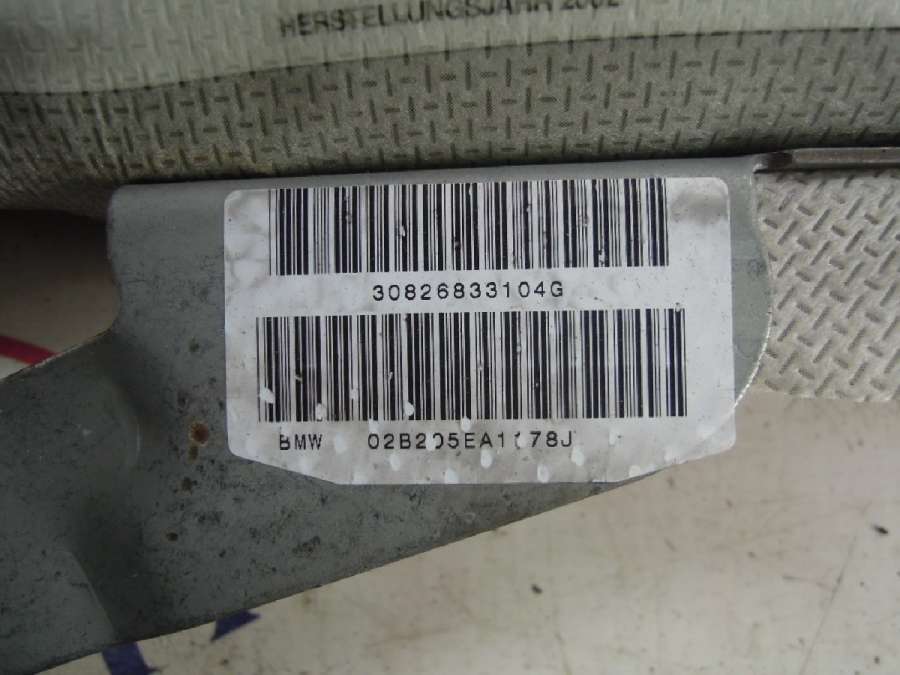 HERSTELLUNGSJAHR 2002
30826833104G
BMW 02B205EA1178J